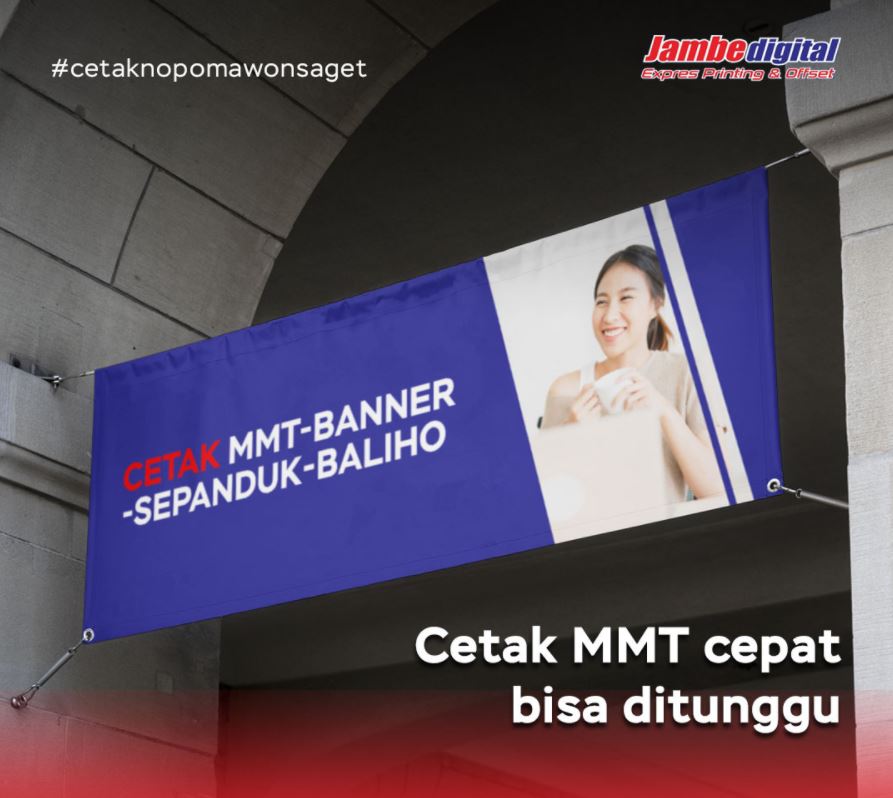 #cetaknopomawonsaget
Jambedigital
Expres Printing & Offset
CETAK MMT-BANNER
-SEPANDUK-BALIHO
Cetak MMT cepat
bisa ditunggu